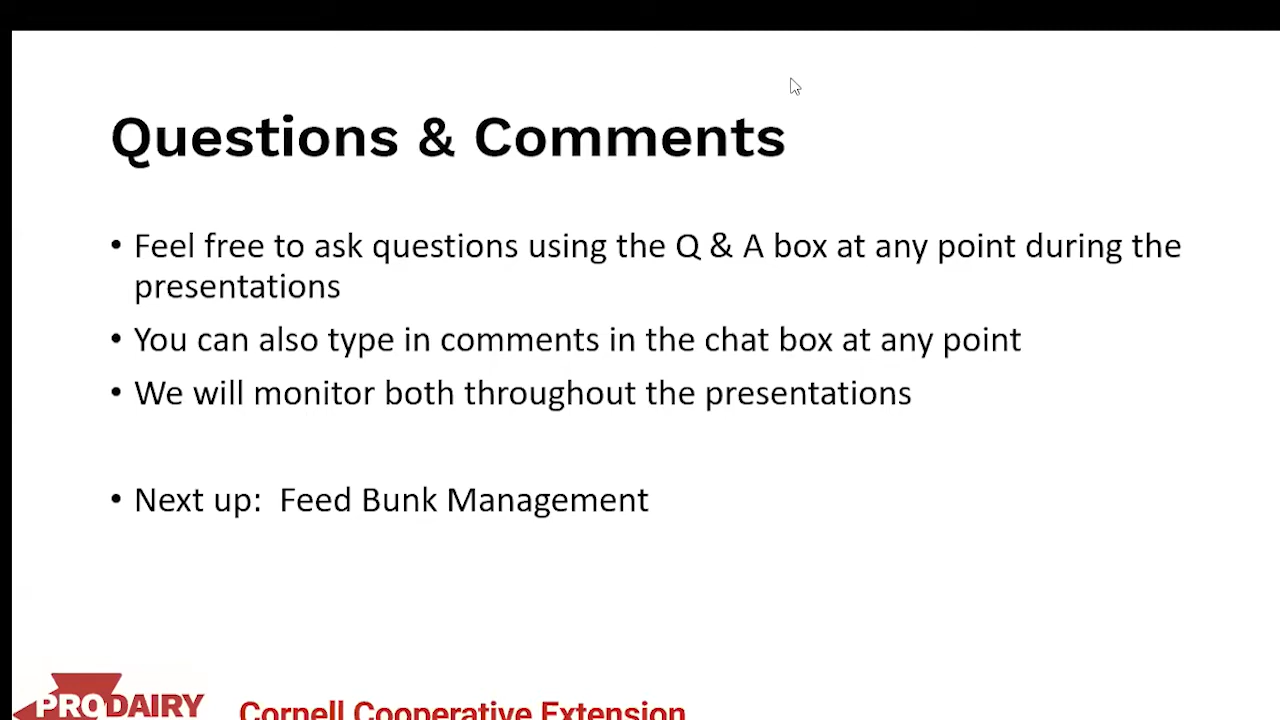 Questions & Comments
• Feel free to ask questions using the Q & A box at any point during the
presentations
• You can also type in comments in the chat box at any point
• We will monitor both throughout the presentations
• Next up:  Feed Bunk Management
PRODAIRY
Cornell Cooperative Extension